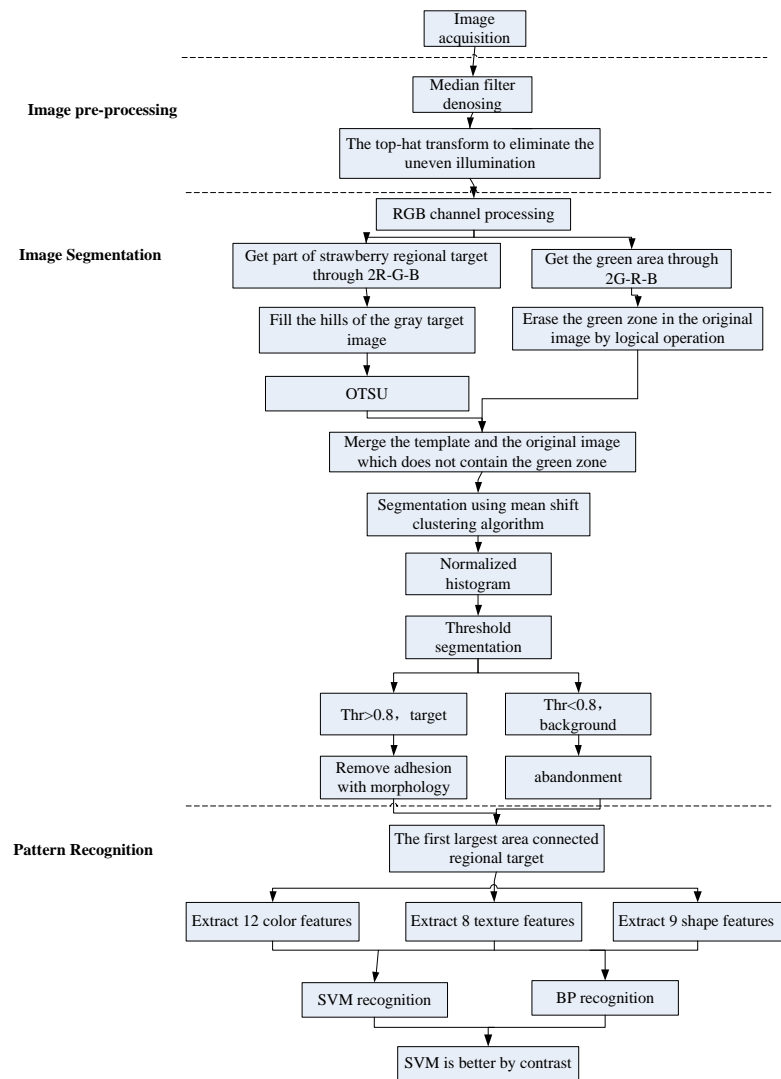 Image
acquisition
Image pre-processing
Median filter
denosing
The top-hat transform to eliminate the
uneven illumination
RGB channel processing
Image Segmentation
Get part of strawberry regional target
through 2R-G-B
Get the green area through
2G-R-B
Fill the hills of the gray target
image
Erase the green zone in the original
image by logical operation
OTSU
Merge the template and the original image
which does not contain the green zone
Segmentation using mean shift
clustering algorithm
Normalized
histogram
Threshold
segmentation
Thr>0.8，target
Thr<0.8，
background
Remove adhesion
with morphology
abandonment
Pattern Recognition
The first largest area connected
regional target
Extract 12 color features
Extract 8 texture features
Extract 9 shape features
SVM recognition
BP recognition
SVM is better by contrast